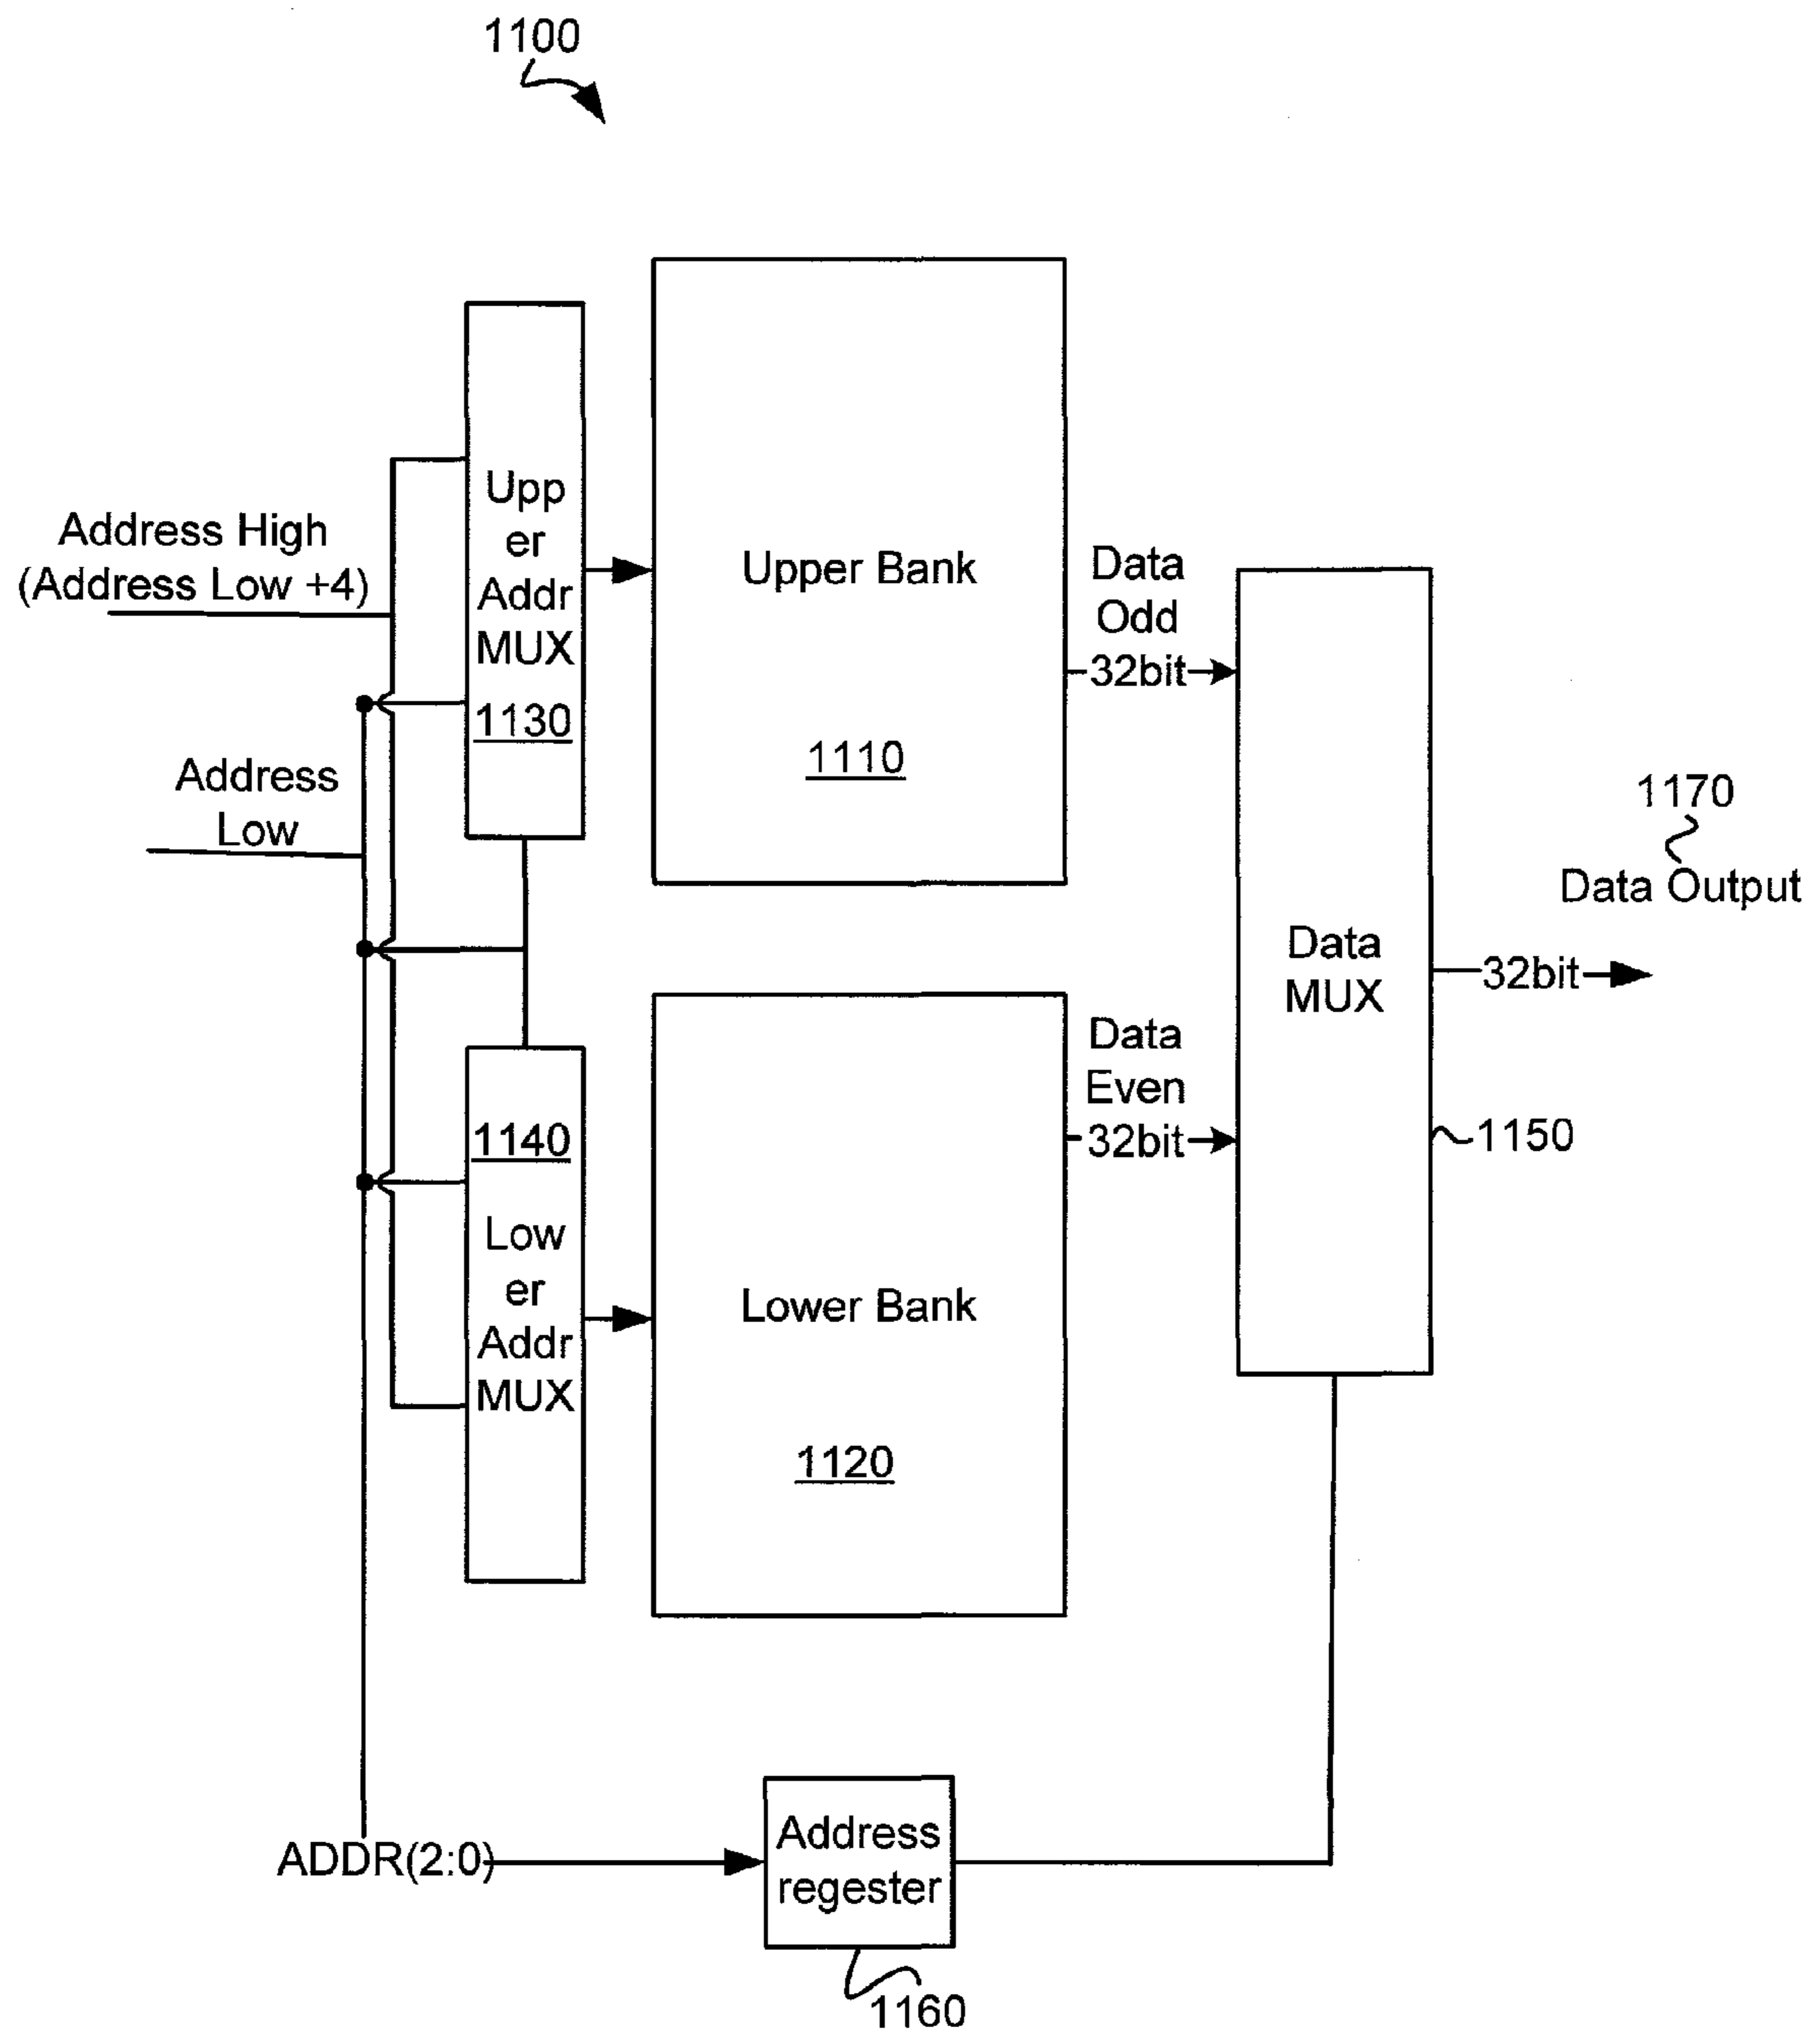 1100
Address High
(Address Low +4)
Address
Low
Upp
er
Addr
MUX
1130
Upper Bank
1110
Data
Odd
32bit
1170
Data Output
Data
MUX
32bit
1140
Low
er
Addr
MUX
Lower Bank
1120
Data
Even
32bit
1150
ADDR(2:0)
Address
regester
1160